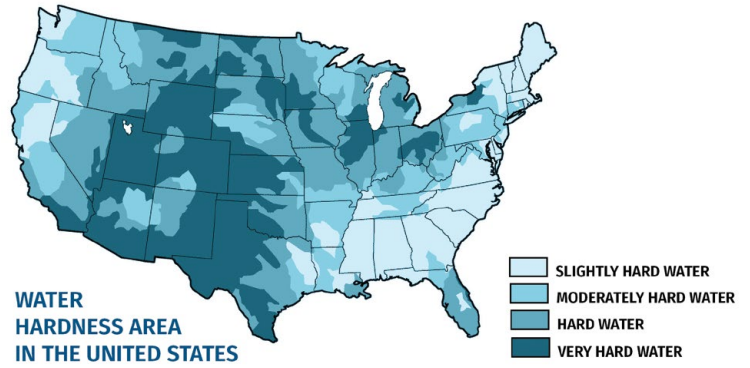 SLIGHTLY HARD WATER
MODERATELY HARD WATER
HARD WATER
VERY HARD WATER
WATER
HARDNESS AREA
IN THE UNITED STATES